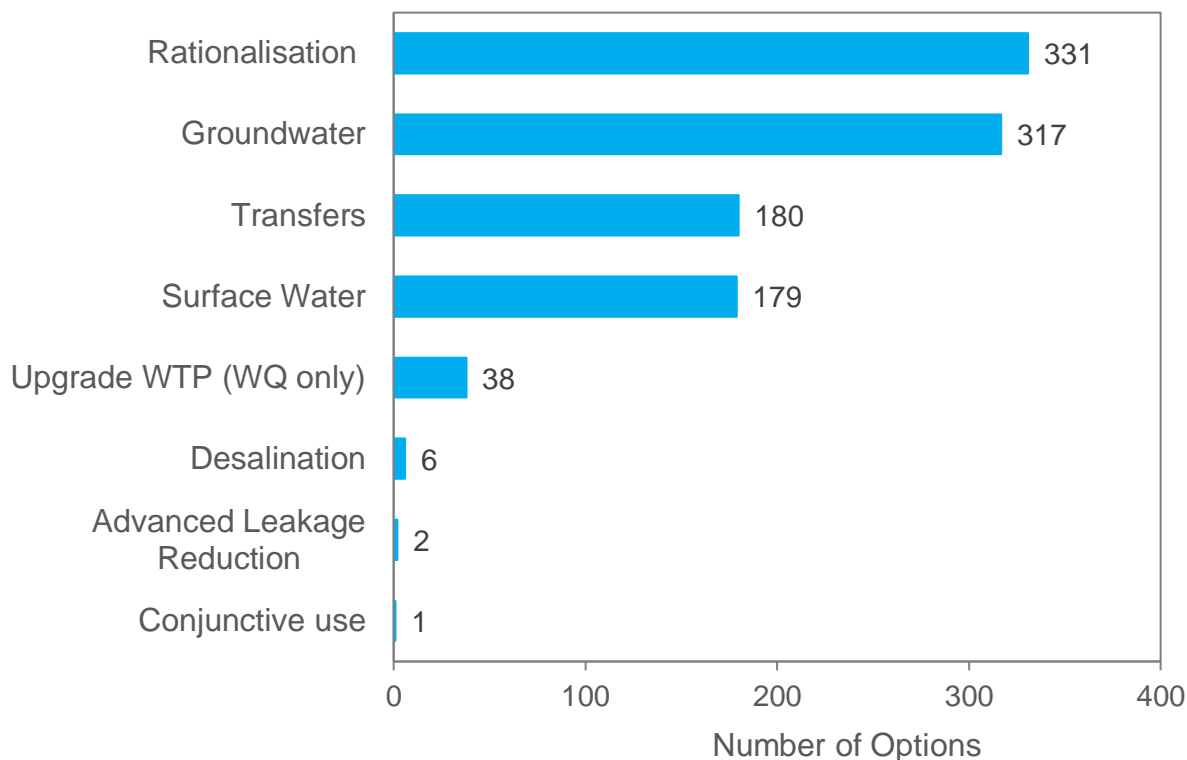 Rationalisation 331
Groundwater 317
Transfers 180
Surface Water 179
Upgrade WTP (WQ only) 38
Desalination 6
Advanced Leakage
Reduction 2
Conjunctive use 1
0 100 200 300 400
Number of Options